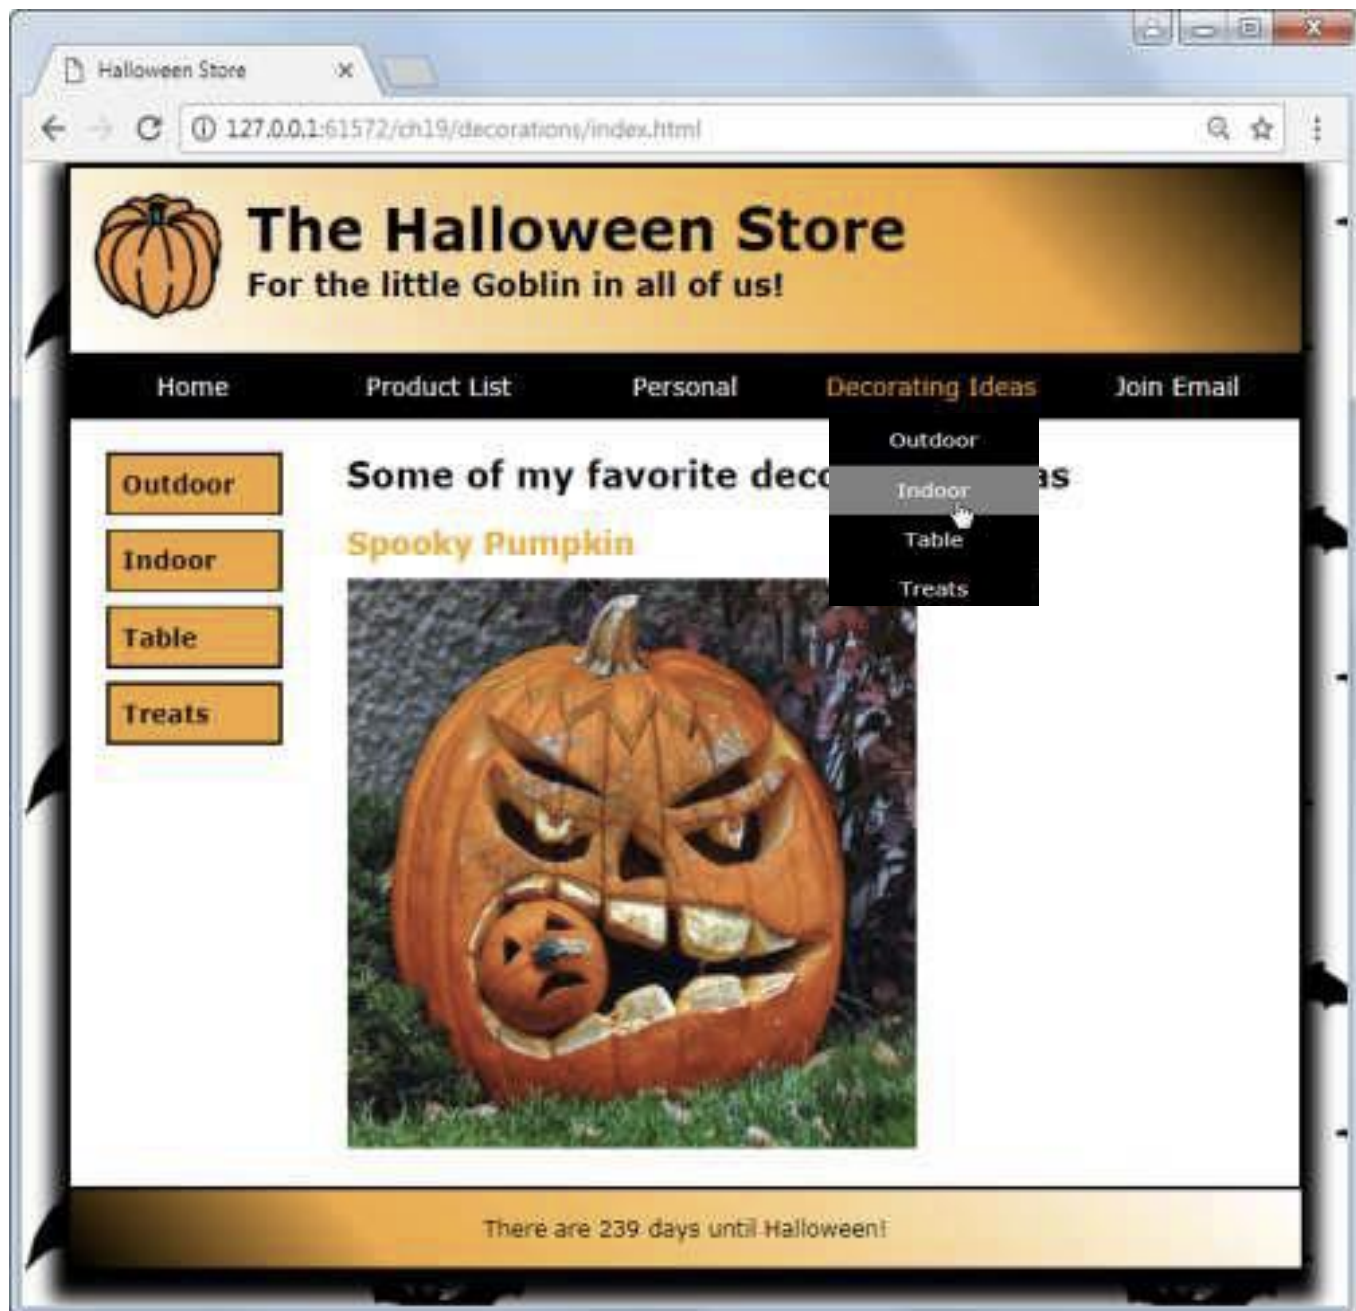 Halloween Store
127.0.0.1:61572/ch19/decorations/index.html
The Halloween Store
For the little Goblin in all of us!
Home Product List Personal Decorating Ideas Join Email
Outdoor
Indoor
Table
Treats
Outdoor
Indoor
Table
Treats
Some of my favorite deco as
Spooky Pumpkin
There are 239 days until Halloween!